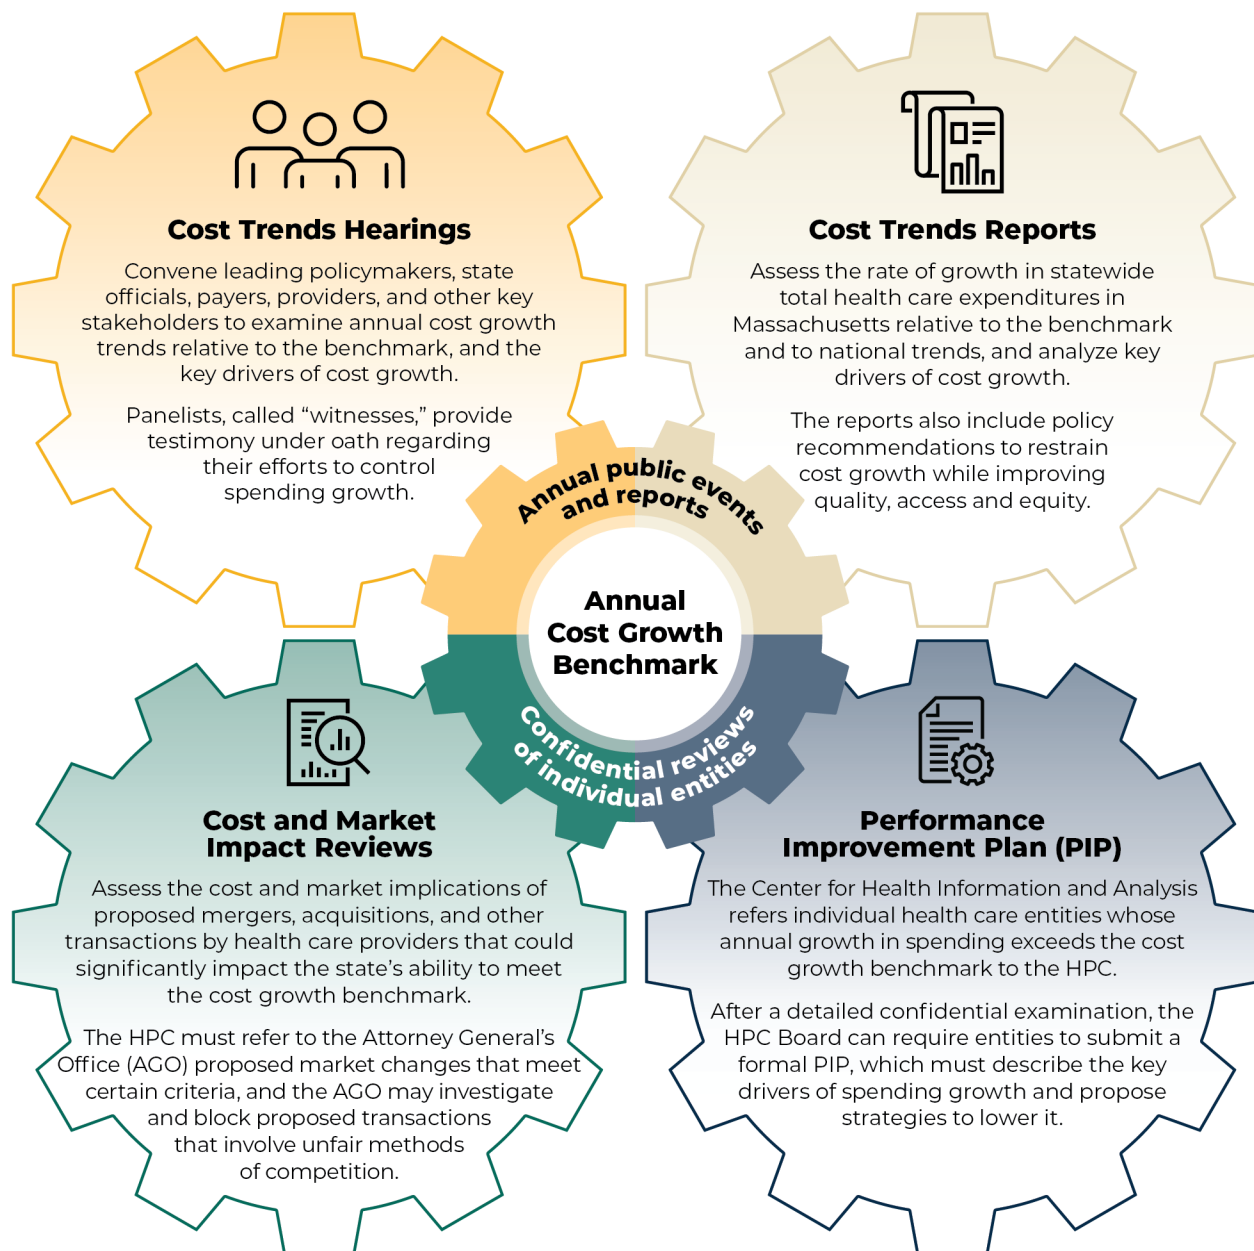 Cost Trends Hearings
Convene leading policymakers, state
officials, payers, providers, and other key
stakeholders to examine annual cost growth
trends relative to the benchmark, and the
key drivers of cost growth.
Panelists, called “witnesses,” provide
testimony under oath regarding
their efforts to control
spending growth.
Cost Trends Reports
Assess the rate of growth in statewide
total health care expenditures in
Massachusetts relative to the benchmark
and to national trends, and analyze key
drivers of cost growth.
The reports also include policy
recommendations to restrain
cost growth while improving
quality, access and equity.
Annual public events
and reports
Annual
Cost Growth
Benchmark
Confidential reviews
of individual entities
Cost and Market
Impact Reviews
Assess the cost and market implications of
proposed mergers, acquisitions, and other
transactions by health care providers that could
significantly impact the state’s ability to meet
the cost growth benchmark.
The HPC must refer to the Attorney General’s
Office (AGO) proposed market changes that meet
certain criteria, and the AGO may investigate
and block proposed transactions
that involve unfair methods
of competition.
Performance
Improvement Plan (PIP)
The Center for Health Information and Analysis
refers individual health care entities whose
annual growth in spending exceeds the cost
growth benchmark to the HPC.
After a detailed confidential examination, the
HPC Board can require entities to submit a
formal PIP, which must describe the key
drivers of spending growth and propose
strategies to lower it.